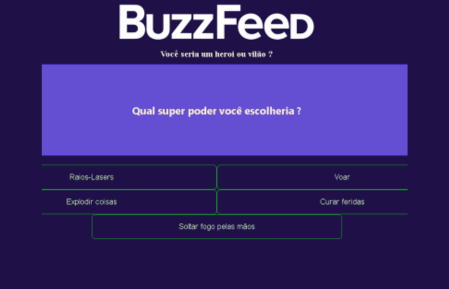 BuzzFeed
Você seria um heroi ou vilão ?
Qual super poder você escolheria ?
Raios-Lasers
Voar
Explodir coisas
Curar feridas
Soltar fogo pelas mãos